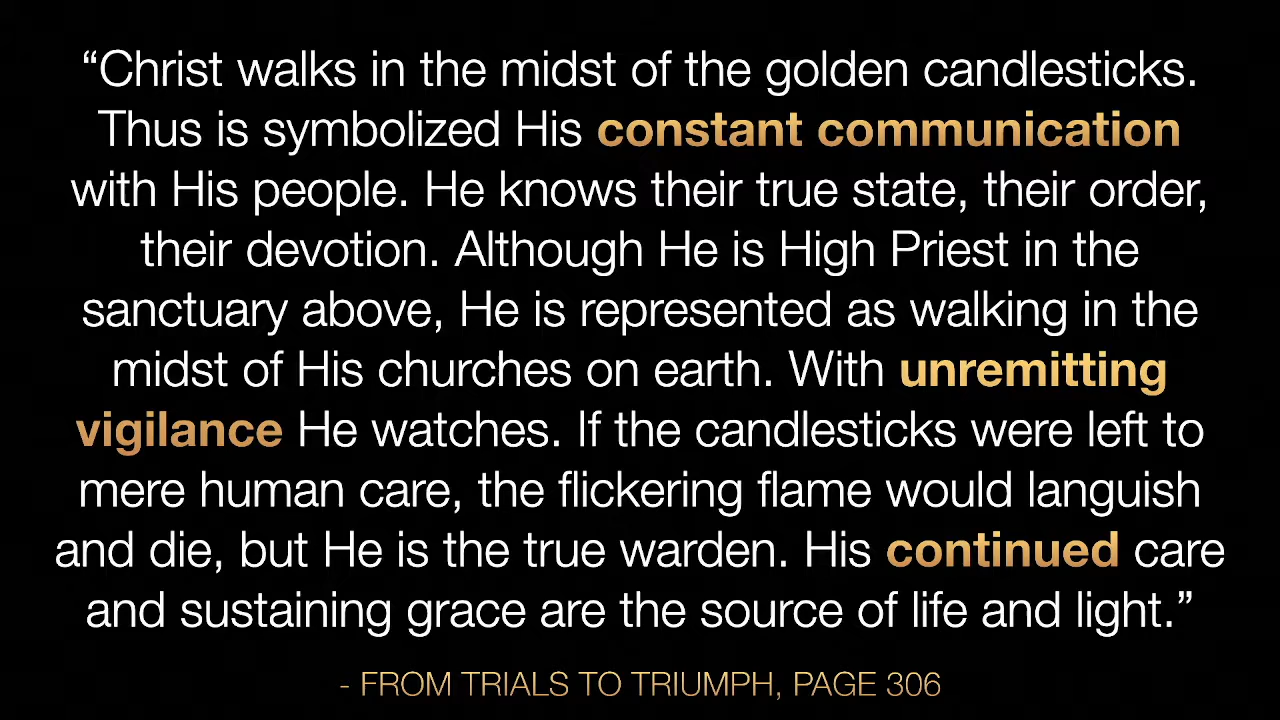 “Christ walks in the midst of the golden candlesticks.
Thus is symbolized His constant communication
with His people. He knows their true state, their order,
their devotion. Although He is High Priest in the
sanctuary above, He is represented as walking in the
midst of His churches on earth. With unremitting
vigilance He watches. If the candlesticks were left to
mere human care, the flickering flame would languish
and die, but He is the true warden. His continued care
and sustaining grace are the source of life and light.”
- FROM TRIALS TO TRIUMPH, PAGE 306